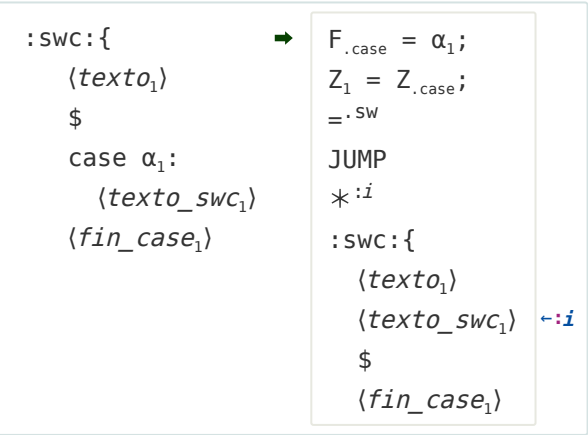 :swc:{
⟨texto₁⟩
$
case α₁:
⟨texto_swc₁⟩
⟨fin_case₁⟩
➡
F.case = α₁;
Z₁ = Z.case;
=.sw
JUMP
*:i
:swc:{
⟨texto₁⟩
⟨texto_swc₁⟩ ←:i
$
⟨fin_case₁⟩